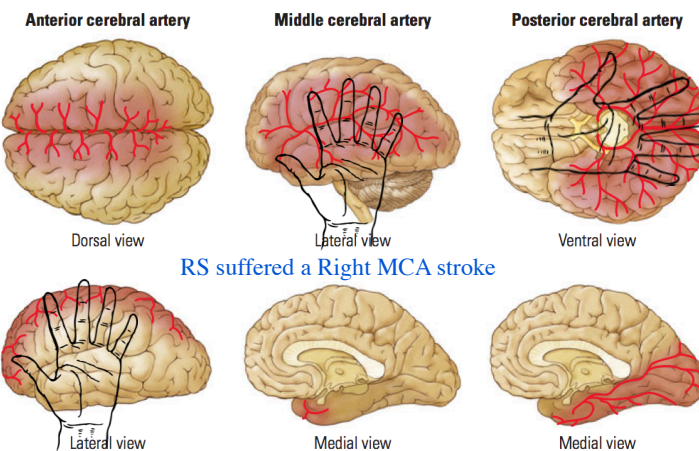 Anterior cerebral artery
Middle cerebral artery
Posterior cerebral artery
Dorsal view
Lateral view
Ventral view
RS suffered a Right MCA stroke
Lateral view
Medial view
Medial view